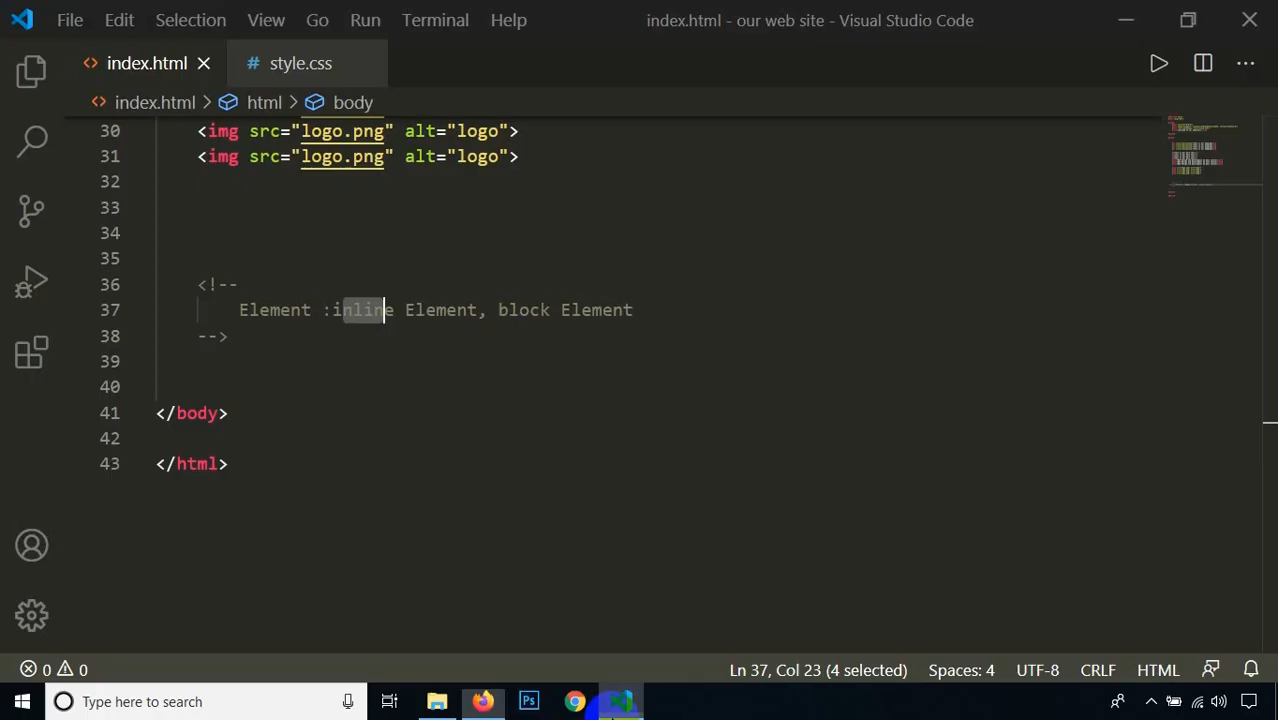 File Edit Selection View Go Run Terminal Help index.html - our web site - Visual Studio Code
index.html # style.css
index.html > html > body
30 <img src="logo.png" alt="logo">
31 <img src="logo.png" alt="logo">
32
33
34
35
36 <!--
37 Element :inline Element, block Element
38 -->
39
40
41 </body>
42
43 </html>
0 0 Ln 37, Col 23 (4 selected) Spaces: 4 UTF-8 CRLF HTML
Type here to search Ps